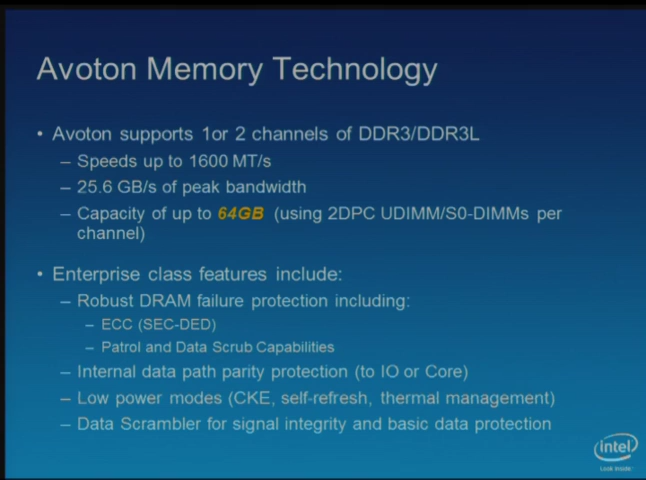 Avoton Memory Technology
• Avoton supports 1or 2 channels of DDR3/DDR3L
– Speeds up to 1600 MT/s
– 25.6 GB/s of peak bandwidth
– Capacity of up to 64GB (using 2DPC UDIMM/S0-DIMMs per
channel)
• Enterprise class features include:
– Robust DRAM failure protection including:
– ECC (SEC-DED)
– Patrol and Data Scrub Capabilities
– Internal data path parity protection (to IO or Core)
– Low power modes (CKE, self-refresh, thermal management)
– Data Scrambler for signal integrity and basic data protection
intel
Look Inside.™